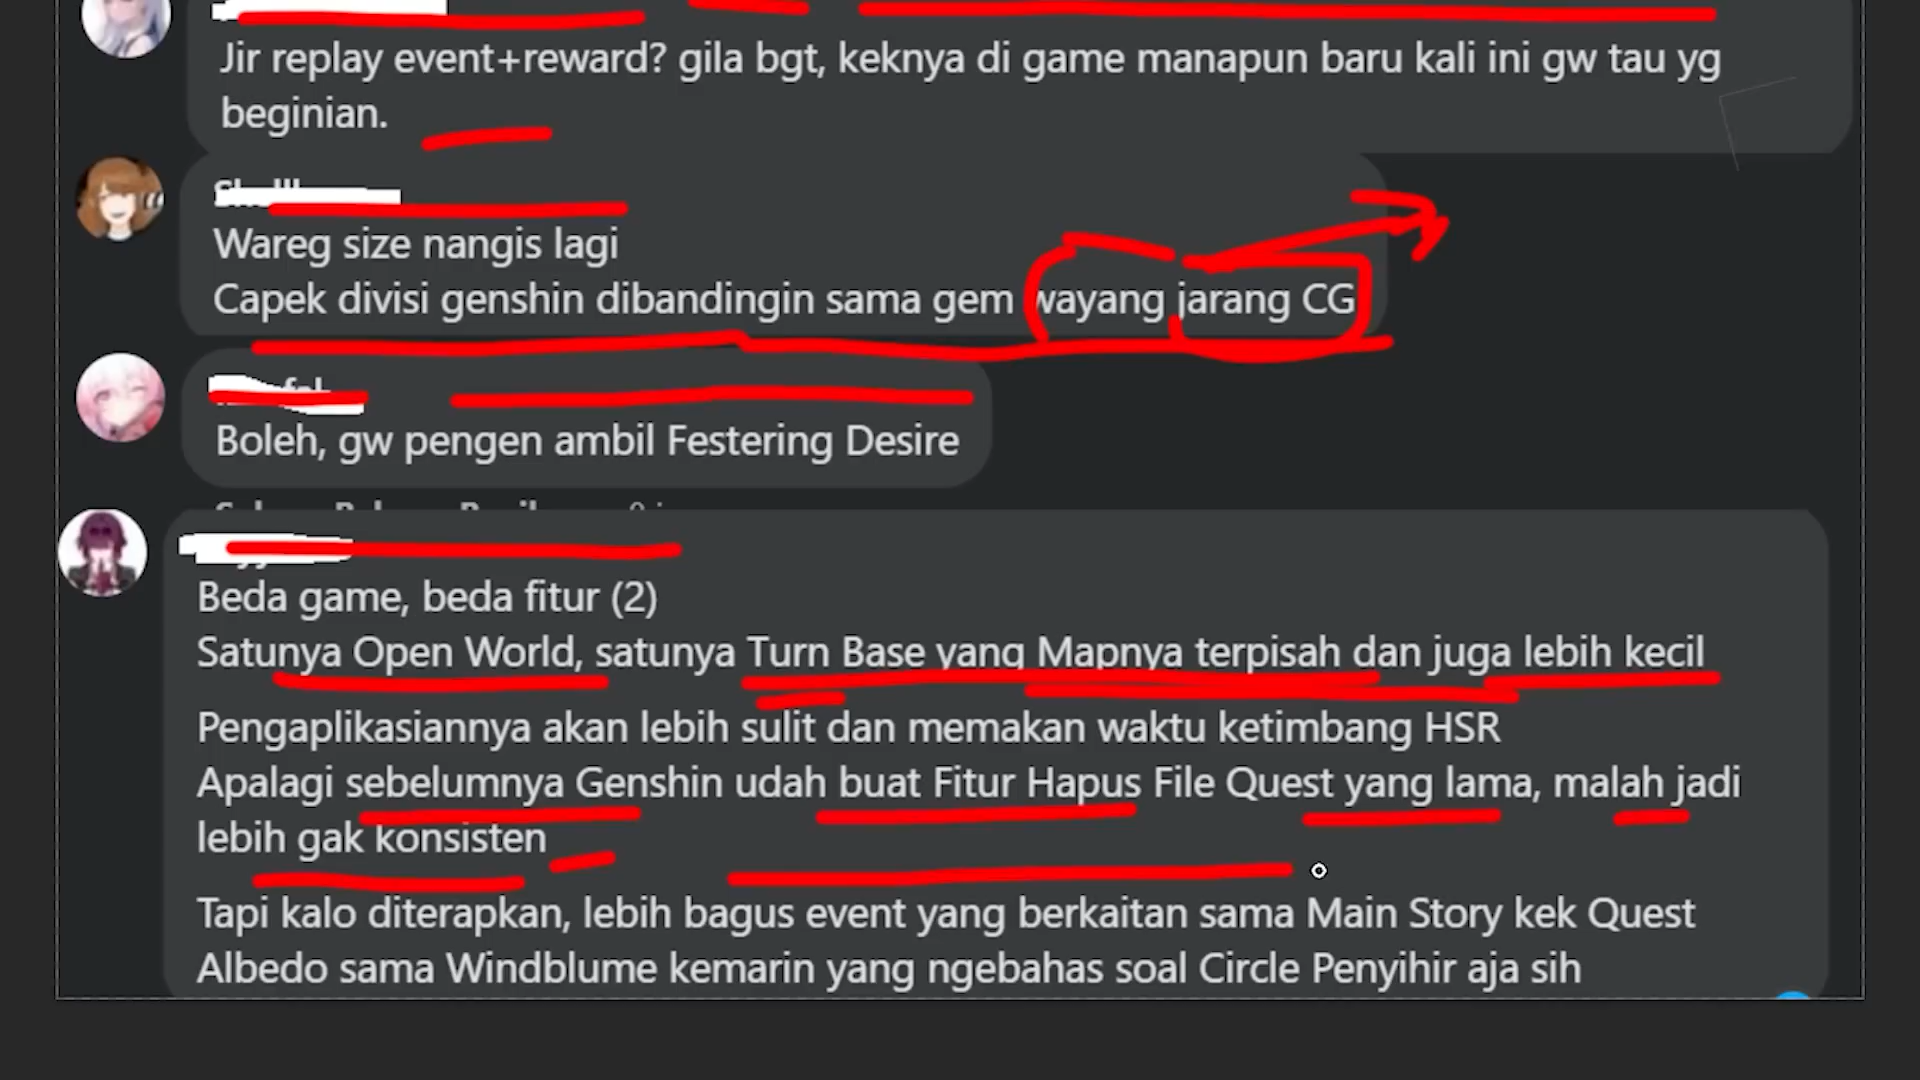 Jir replay event+reward? gila bgt, keknya di game manapun baru kali ini gw tau yg
beginian.
Wareg size nangis lagi
Capek divisi genshin dibandingin sama gem wayang jarang CG
Boleh, gw pengen ambil Festering Desire
Beda game, beda fitur (2)
Satunya Open World, satunya Turn Base yang Mapnya terpisah dan juga lebih kecil
Pengaplikasiannya akan lebih sulit dan memakan waktu ketimbang HSR
Apalagi sebelumnya Genshin udah buat Fitur Hapus File Quest yang lama, malah jadi
lebih gak konsisten
Tapi kalo diterapkan, lebih bagus event yang berkaitan sama Main Story kek Quest
Albedo sama Windblume kemarin yang ngebahas soal Circle Penyihir aja sih